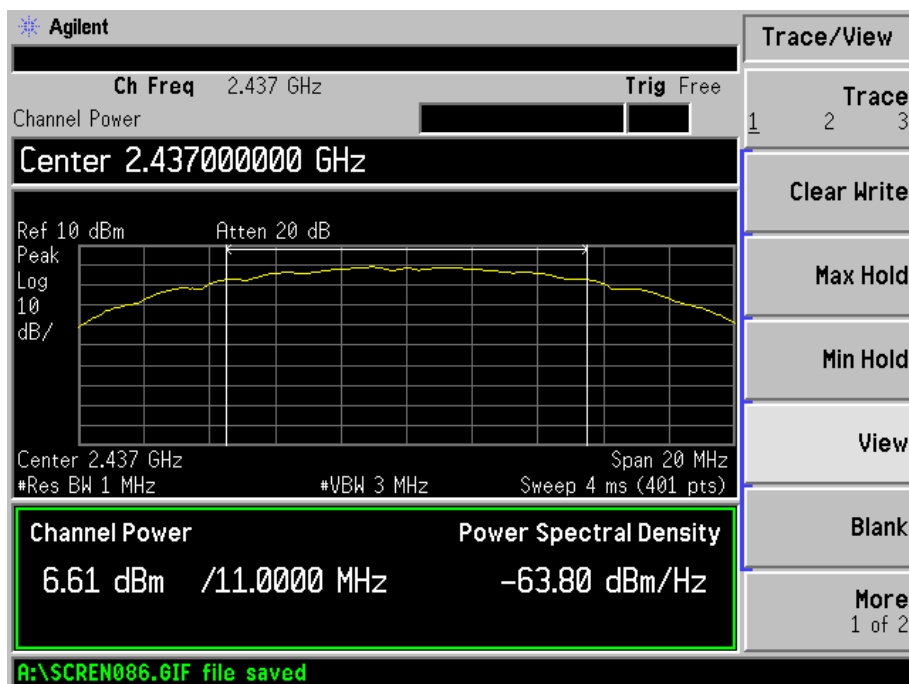 Agilent
Ch Freq 2.437 GHz Trig Free
Channel Power
Center 2.437000000 GHz
Ref 10 dBm Atten 20 dB
Peak
Log
10
dB/
Center 2.437 GHz Span 20 MHz
#Res BW 1 MHz #VBW 3 MHz Sweep 4 ms (401 pts)
Channel Power Power Spectral Density
6.61 dBm /11.0000 MHz -63.80 dBm/Hz
A:\SCREN086.GIF file saved
Trace/View
Trace
1 2 3
Clear Write
Max Hold
Min Hold
View
Blank
More
1 of 2